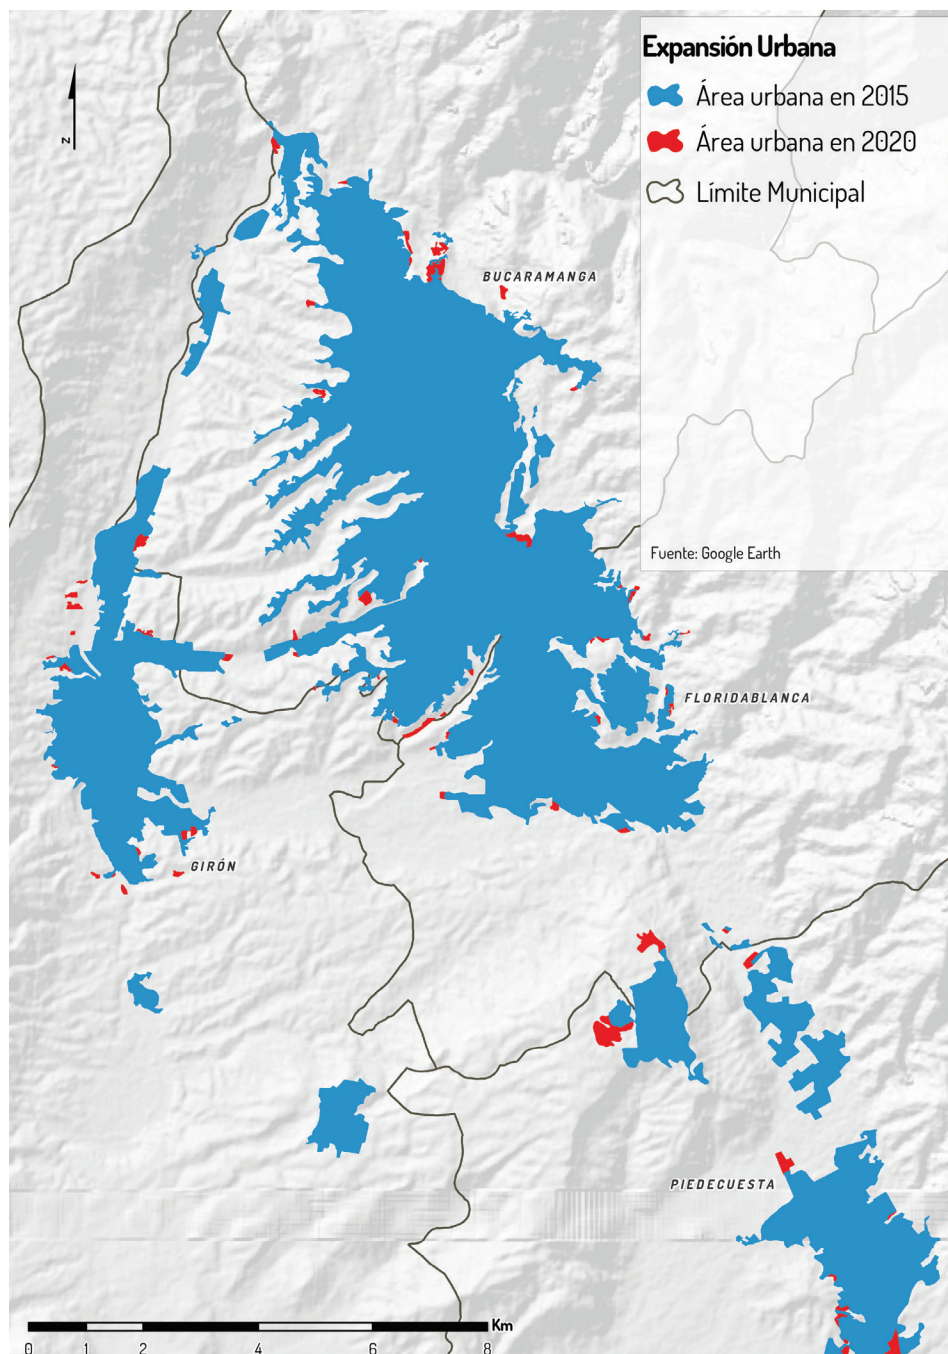 Expansión Urbana
Área urbana en 2015
Área urbana en 2020
Límite Municipal
Fuente: Google Earth
N
BUCARAMANGA
FLORIDABLANCA
GIRÓN
PIEDECUESTA
Km
0 1 2 4 6 8